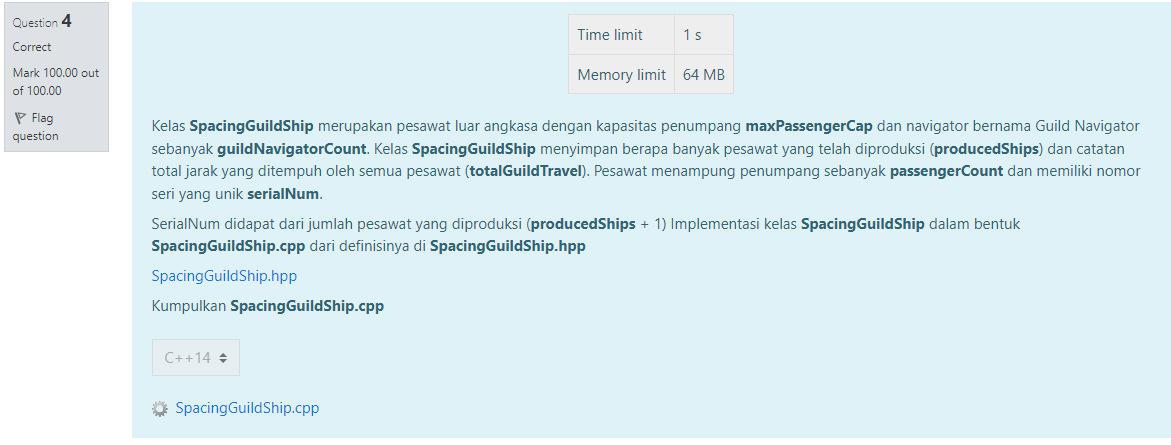 Question 4
Correct
Mark 100.00 out
of 100.00
Flag
question
Time limit 1 s
Memory limit 64 MB
Kelas SpacingGuildShip merupakan pesawat luar angkasa dengan kapasitas penumpang maxPassengerCap dan navigator bernama Guild Navigator
sebanyak guildNavigatorCount. Kelas SpacingGuildShip menyimpan berapa banyak pesawat yang telah diproduksi (producedShips) dan catatan
total jarak yang ditempuh oleh semua pesawat (totalGuildTravel). Pesawat menampung penumpang sebanyak passengerCount dan memiliki nomor
seri yang unik serialNum.
SerialNum didapat dari jumlah pesawat yang diproduksi (producedShips + 1) Implementasi kelas SpacingGuildShip dalam bentuk
SpacingGuildShip.cpp dari definisinya di SpacingGuildShip.hpp
SpacingGuildShip.hpp
Kumpulkan SpacingGuildShip.cpp
C++14
SpacingGuildShip.cpp